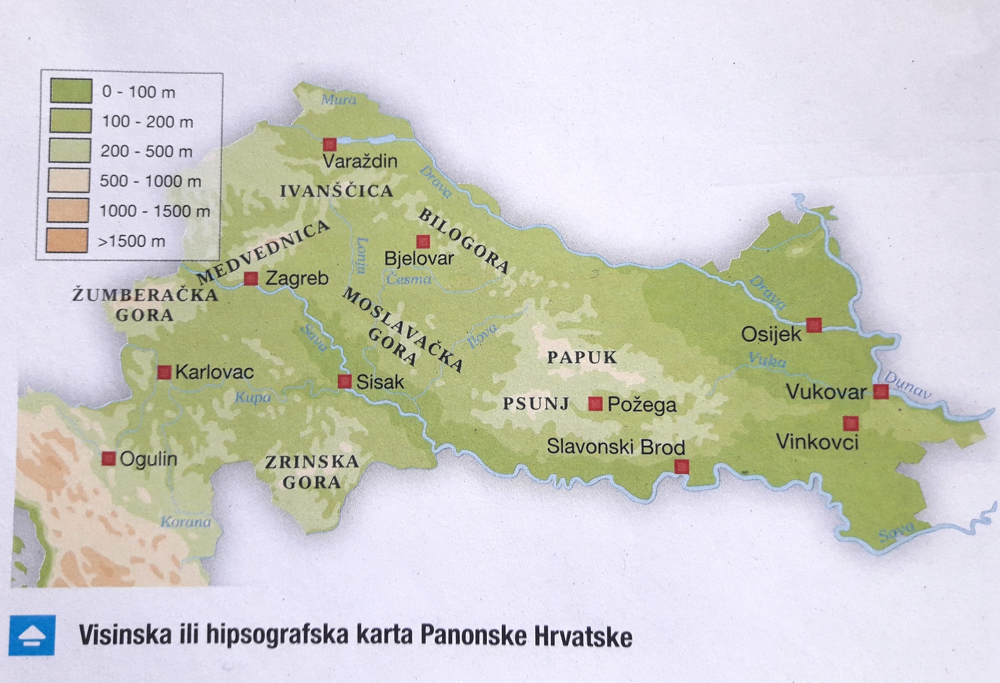 0 - 100 m
100 - 200 m
200 - 500 m
500 - 1000 m
1000 - 1500 m
>1500 m
Mura
Varaždin
Drava
IVANŠČICA
BILOGORA
MEDVEDNICA
Lonja
Bjelovar
Česma
Zagreb
ŽUMBERAČKA
GORA
MOSLAVAČKA
GORA
Sava
Ilova
Drava
Osijek
PAPUK
Vuka
Karlovac
Sisak
Kupa
Dunav
Vukovar
PSUNJ
Požega
Vinkovci
Slavonski Brod
Ogulin
ZRINSKA
GORA
Korana
Sava
Visinska ili hipsografska karta Panonske Hrvatske